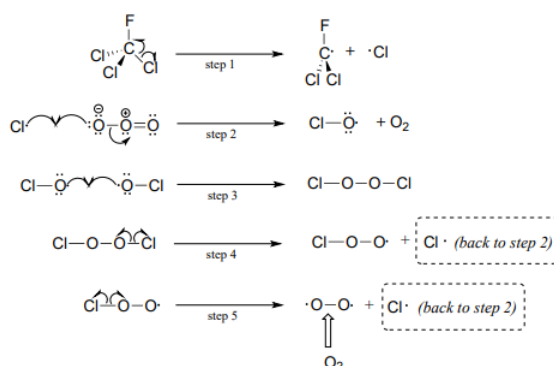 F F
Cl C Cl Cl step 1 C· + ·Cl Cl Cl
Cl· :Ö–Ö=Ö ⊖ ⊕ step 2 Cl–Ö· + O2
Cl–Ö· ·Ö–Cl step 3 Cl–O–O–Cl
Cl–O–O–Cl step 4 Cl–O–O· + Cl· (back to step 2)
Cl–O–O· step 5 ·O–O· + Cl· (back to step 2)
O2